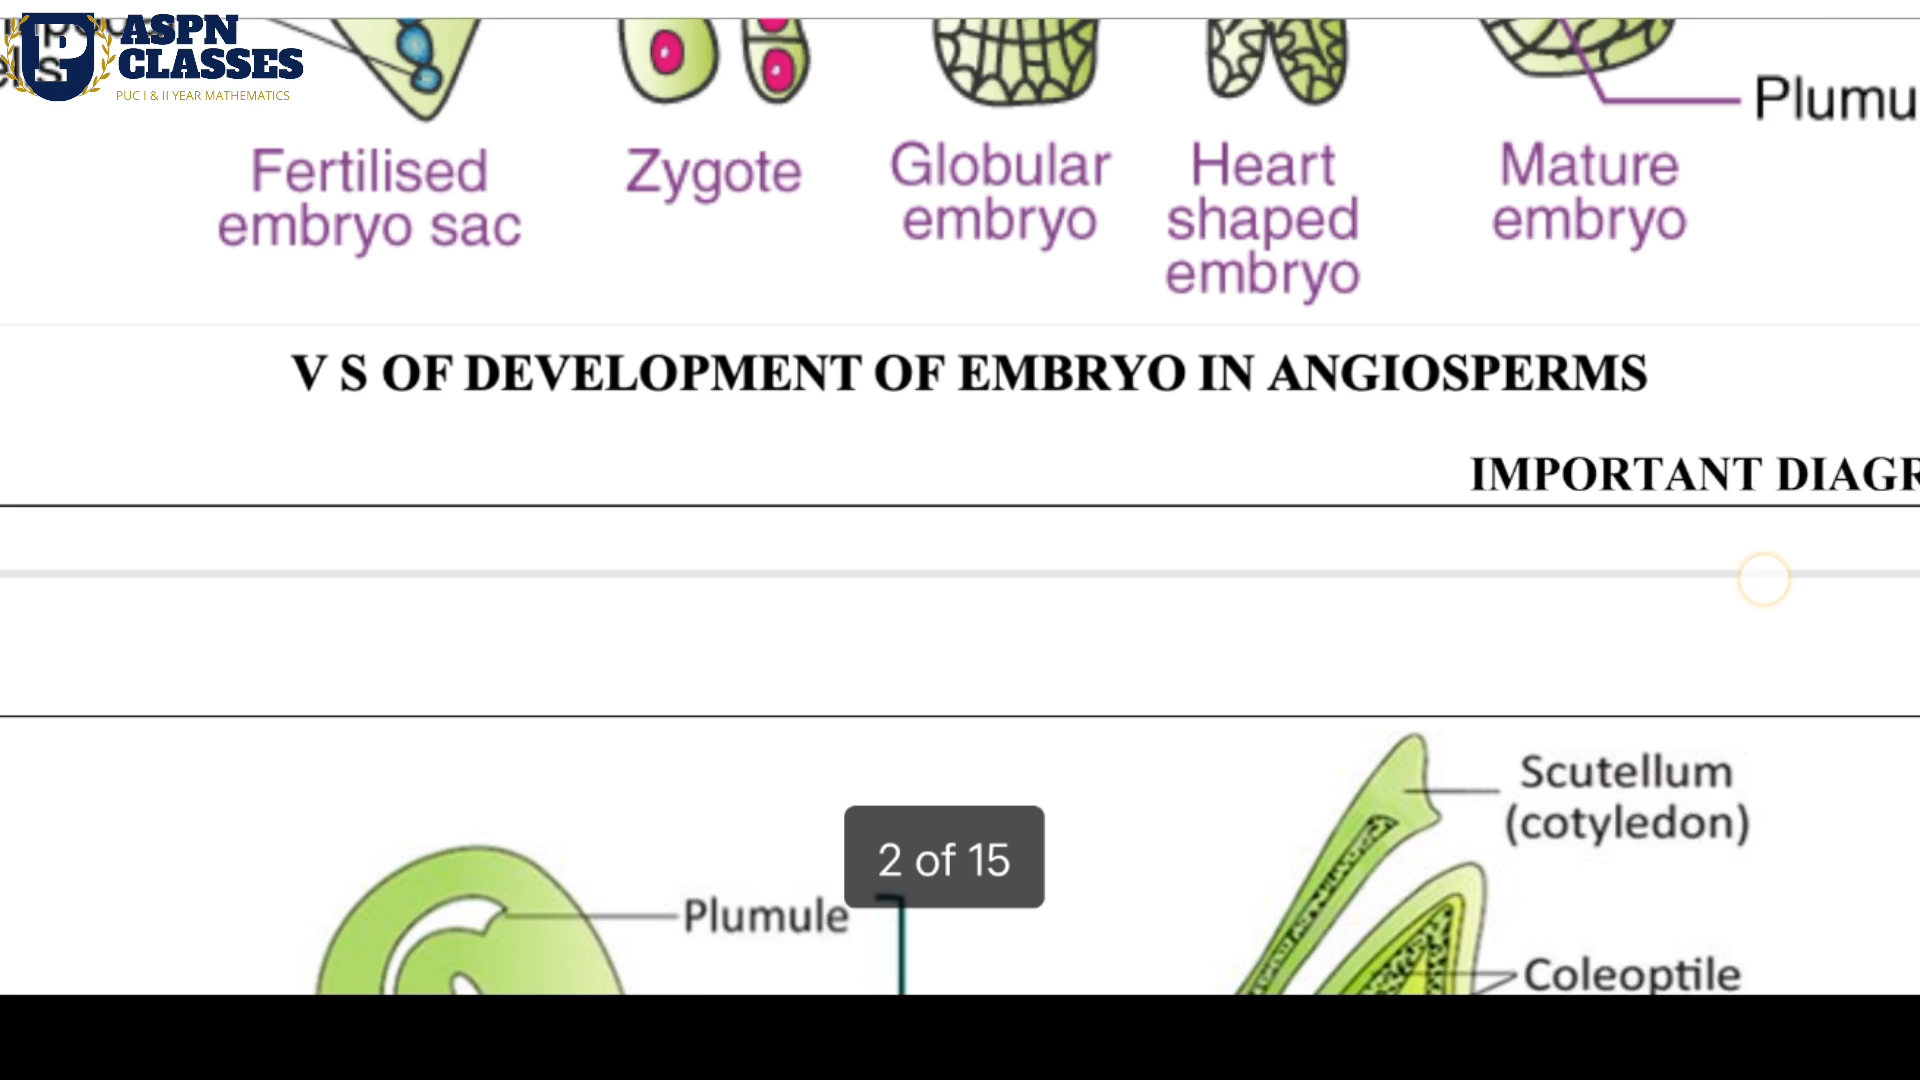 ASPN
CLASSES
PUC I & II YEAR MATHEMATICS
Plumu
Fertilised
embryo sac
Zygote
Globular
embryo
Heart
shaped
embryo
Mature
embryo
V S OF DEVELOPMENT OF EMBRYO IN ANGIOSPERMS
IMPORTANT DIAGR
Scutellum
(cotyledon)
2 of 15
Plumule
Coleoptile